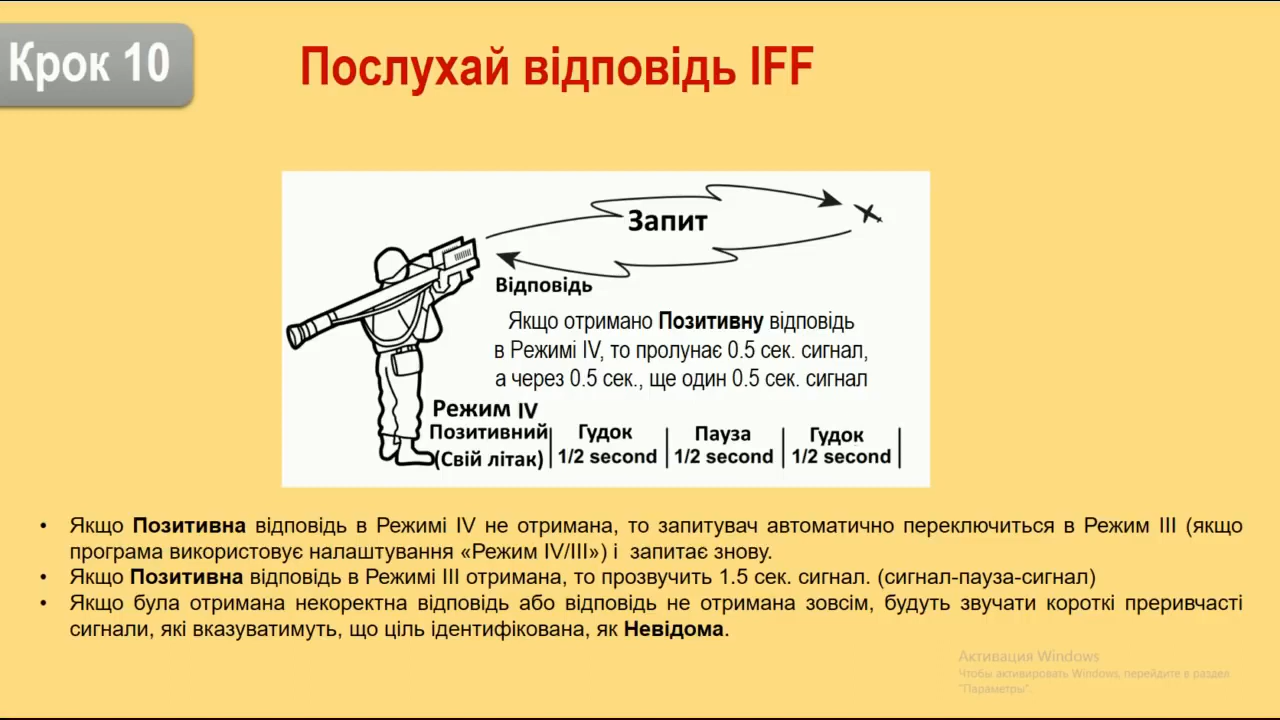 Крок 10
Послухай відповідь IFF
Запит
Відповідь
Якщо отримано Позитивну відповідь
в Режимі IV, то пролунає 0.5 сек. сигнал,
а через 0.5 сек., ще один 0.5 сек. сигнал
Режим IV
Позитивний
(Свій літак)
Гудок
1/2 second
Пауза
1/2 second
Гудок
1/2 second
• Якщо Позитивна відповідь в Режимі IV не отримана, то запитувач автоматично переключиться в Режим III (якщо
програма використовує налаштування «Режим IV/III») і запитає знову.
• Якщо Позитивна відповідь в Режимі III отримана, то прозвучить 1.5 сек. сигнал. (сигнал-пауза-сигнал)
• Якщо була отримана некоректна відповідь або відповідь не отримана зовсім, будуть звучати короткі преривчасті
сигнали, які вказуватимуть, що ціль ідентифікована, як Невідома.
Активация Windows
Чтобы активировать Windows, перейдите в раздел
"Параметры".